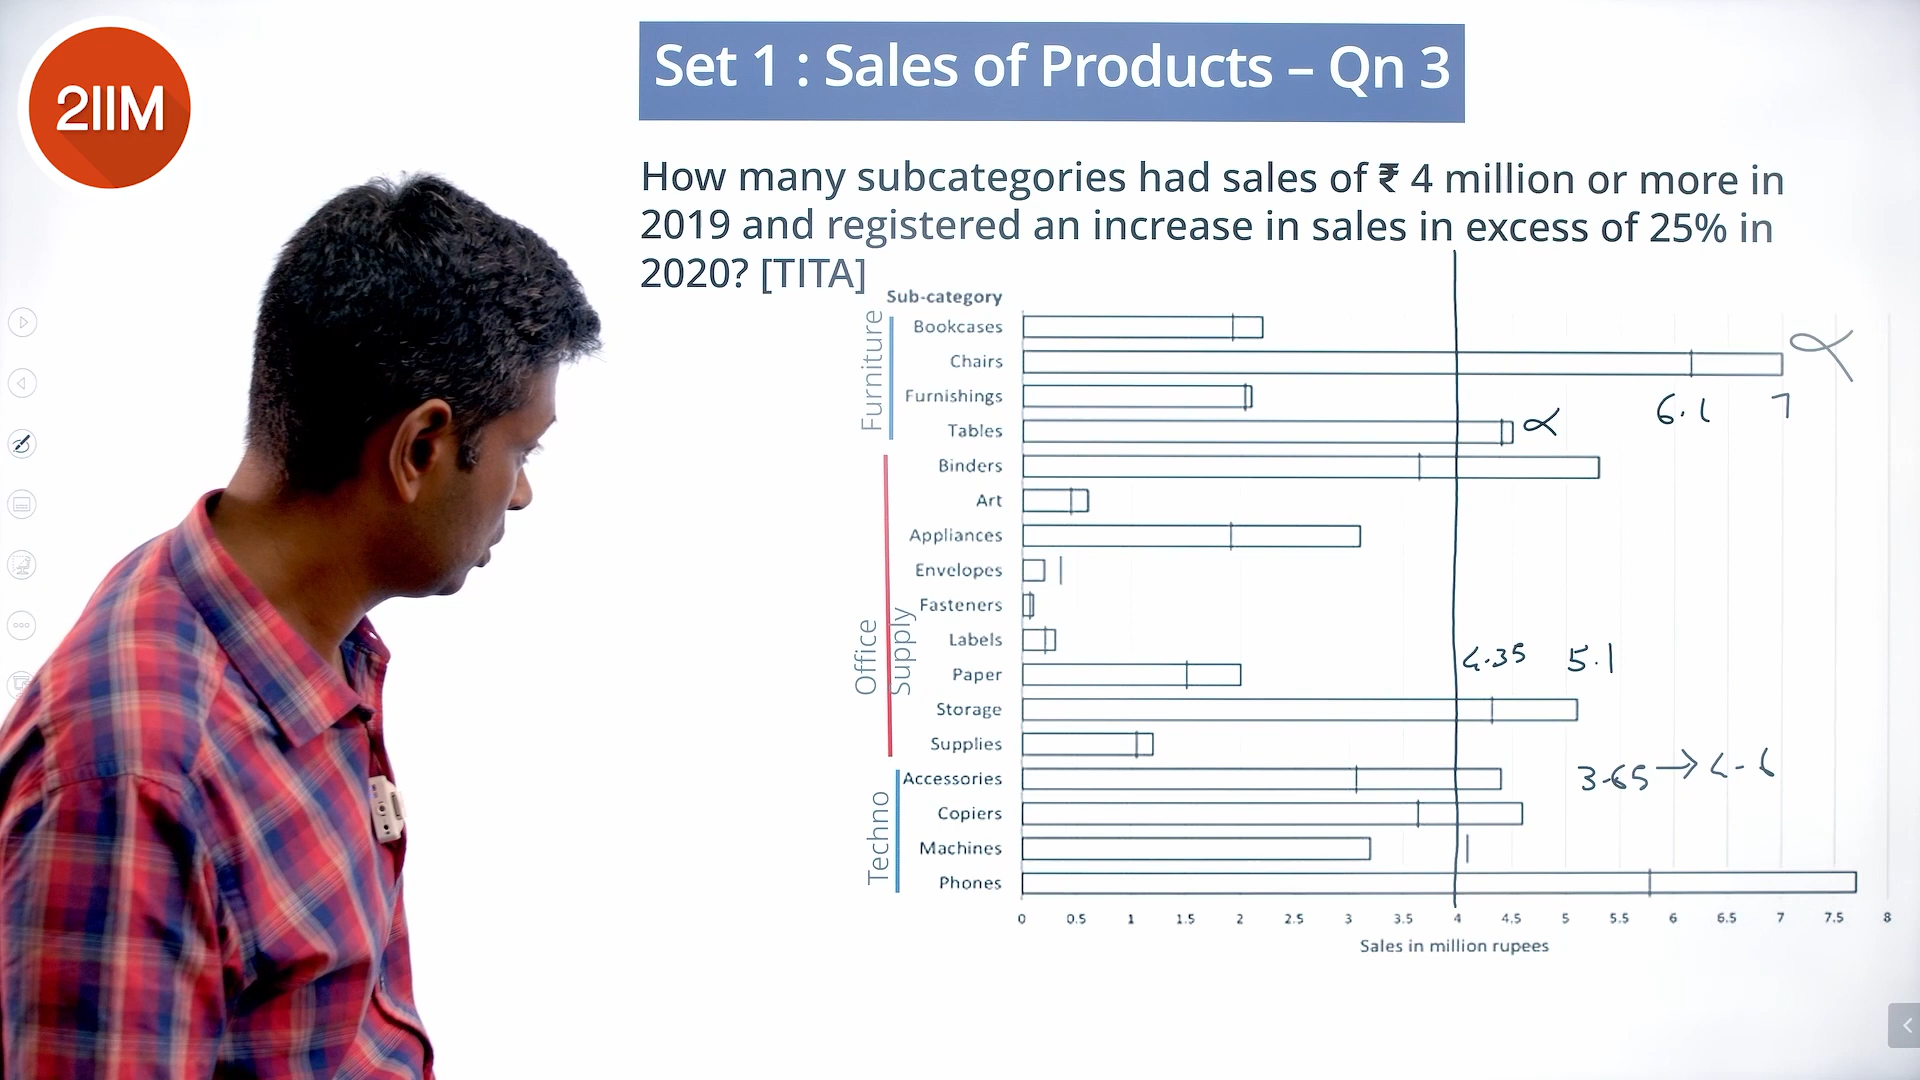 2IIM
Set 1 : Sales of Products – Qn 3
How many subcategories had sales of ₹ 4 million or more in
2019 and registered an increase in sales in excess of 25% in
2020? [TITA]
Sub-category
Furniture
Bookcases
Chairs
Furnishings
6.1 7
Tables
Office
Supply
Binders
Art
Appliances
Envelopes
Fasteners
Labels
4.35 5.1
Paper
Storage
Supplies
Techno
Accessories
3.65 → 4.6
Copiers
Machines
Phones
0 0.5 1 1.5 2 2.5 3 3.5 4 4.5 5 5.5 6 6.5 7 7.5 8
Sales in million rupees